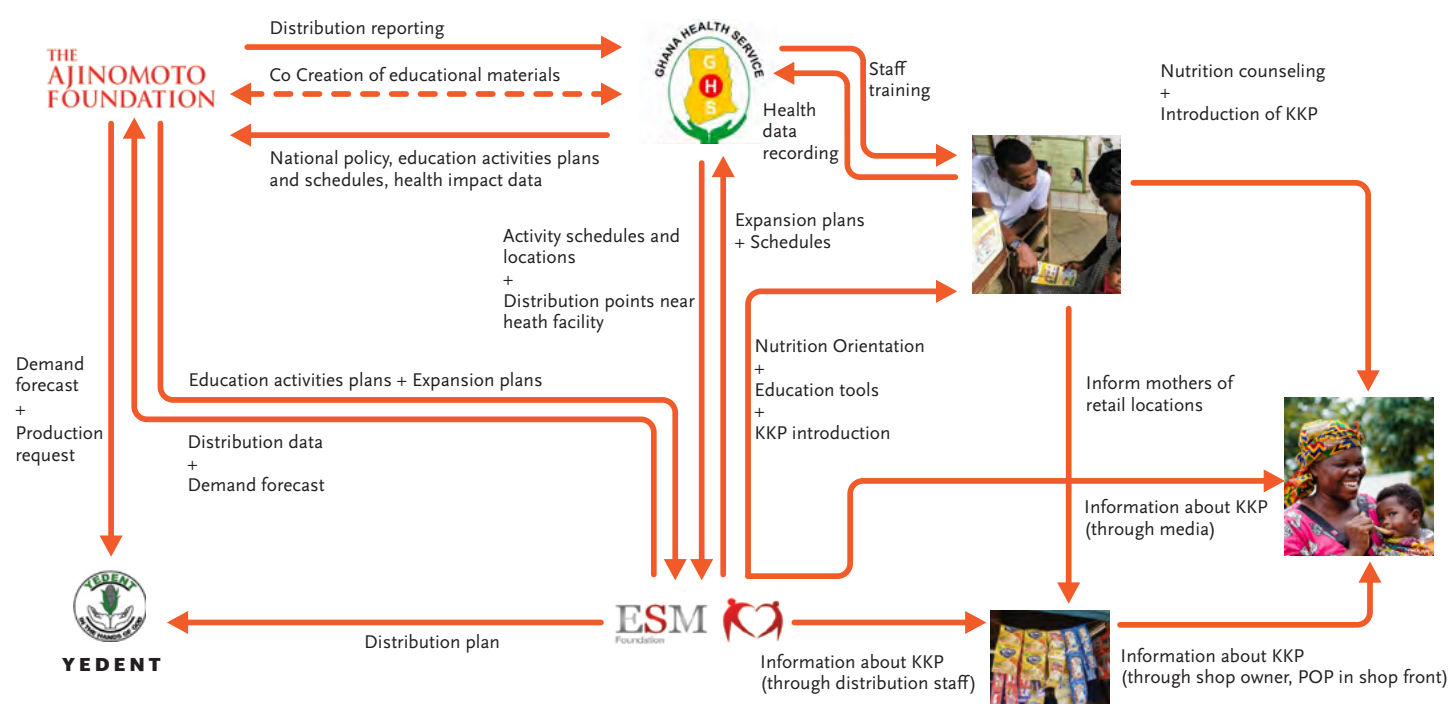 Distribution reporting
THE
AJINOMOTO
FOUNDATION
Co Creation of educational materials
National policy, education activities plans
and schedules, health impact data
GHANA HEALTH SERVICE
G
H
S
Staff
training
Health
data
recording
Nutrition counseling
+
Introduction of KKP
Activity schedules and
locations
+
Distribution points near
heath facility
Expansion plans
+ Schedules
Demand
forecast
+
Production
request
Education activities plans + Expansion plans
Distribution data
+
Demand forecast
Nutrition Orientation
+
Education tools
+
KKP introduction
Inform mothers of
retail locations
Information about KKP
(through media)
YEDENT
IN THE HANDS OF GOD
YEDENT
Distribution plan
ESM
Foundation
Information about KKP
(through distribution staff)
Information about KKP
(through shop owner, POP in shop front)